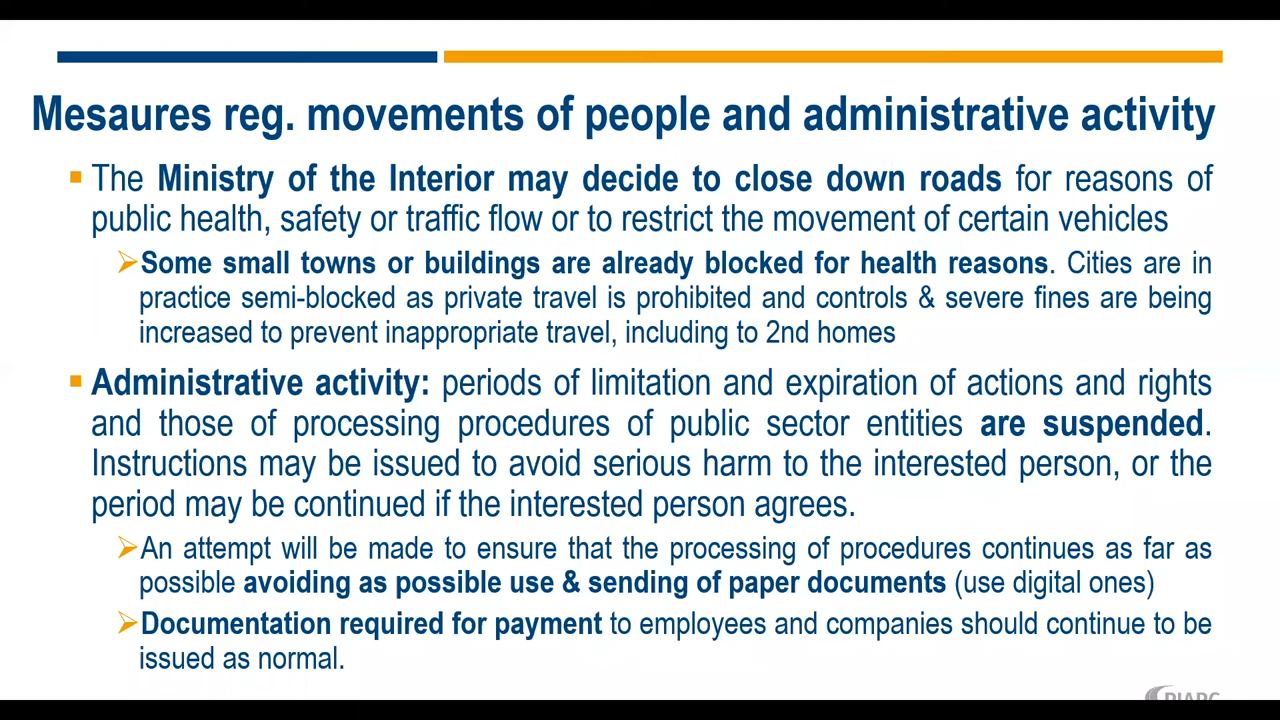 Mesaures reg. movements of people and administrative activity
The Ministry of the Interior may decide to close down roads for reasons of
public health, safety or traffic flow or to restrict the movement of certain vehicles
Some small towns or buildings are already blocked for health reasons. Cities are in
practice semi-blocked as private travel is prohibited and controls & severe fines are being
increased to prevent inappropriate travel, including to 2nd homes
Administrative activity: periods of limitation and expiration of actions and rights
and those of processing procedures of public sector entities are suspended.
Instructions may be issued to avoid serious harm to the interested person, or the
period may be continued if the interested person agrees.
An attempt will be made to ensure that the processing of procedures continues as far as
possible avoiding as possible use & sending of paper documents (use digital ones)
Documentation required for payment to employees and companies should continue to be
issued as normal.
PIARC